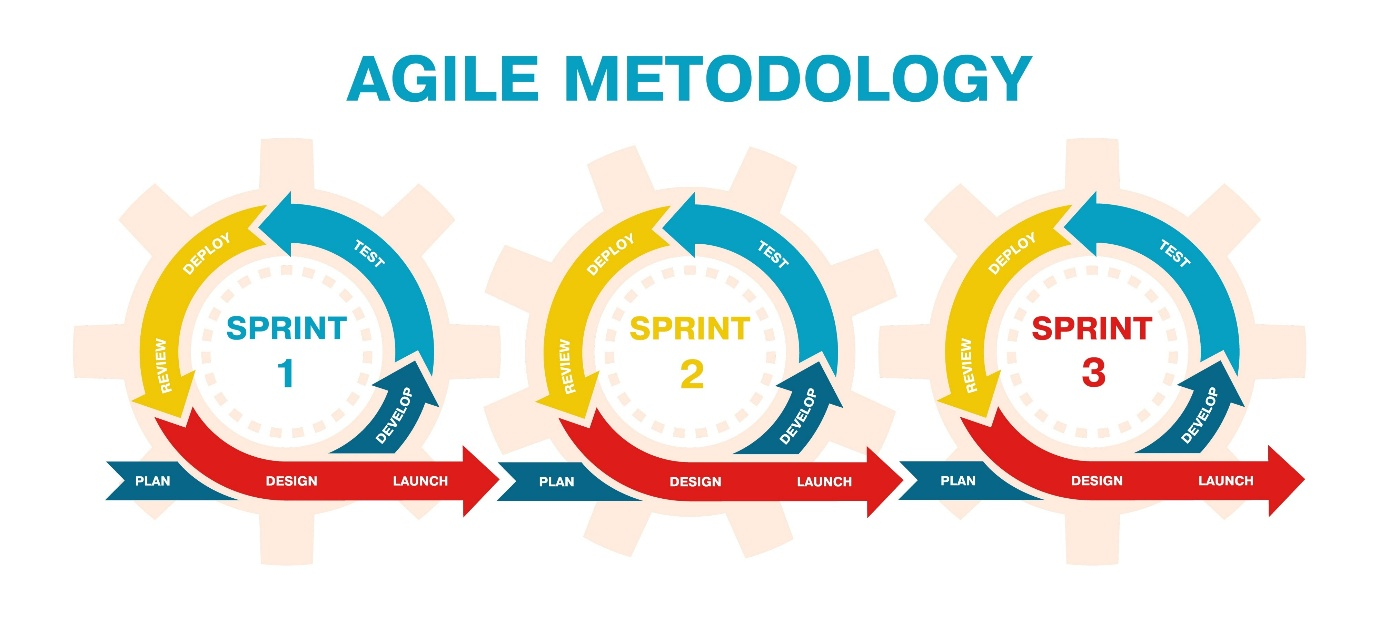 AGILE METODOLOGY
DEPLOY
TEST
REVIEW
SPRINT
1
DEVELOP
PLAN
DESIGN
LAUNCH
DEPLOY
TEST
REVIEW
SPRINT
2
DEVELOP
PLAN
DESIGN
LAUNCH
DEPLOY
TEST
REVIEW
SPRINT
3
DEVELOP
PLAN
DESIGN
LAUNCH